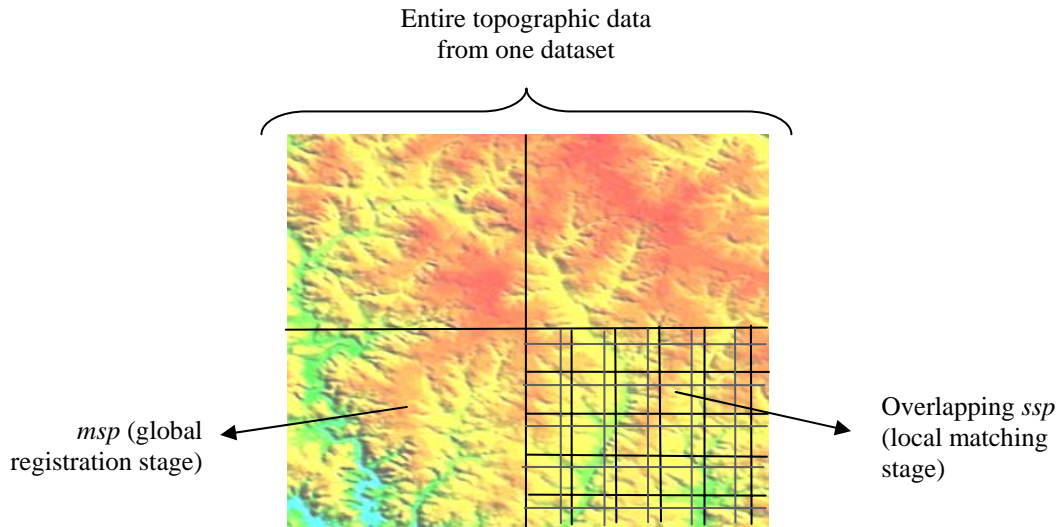 Entire topographic data
from one dataset
msp (global
registration stage)
Overlapping ssp
(local matching
stage)